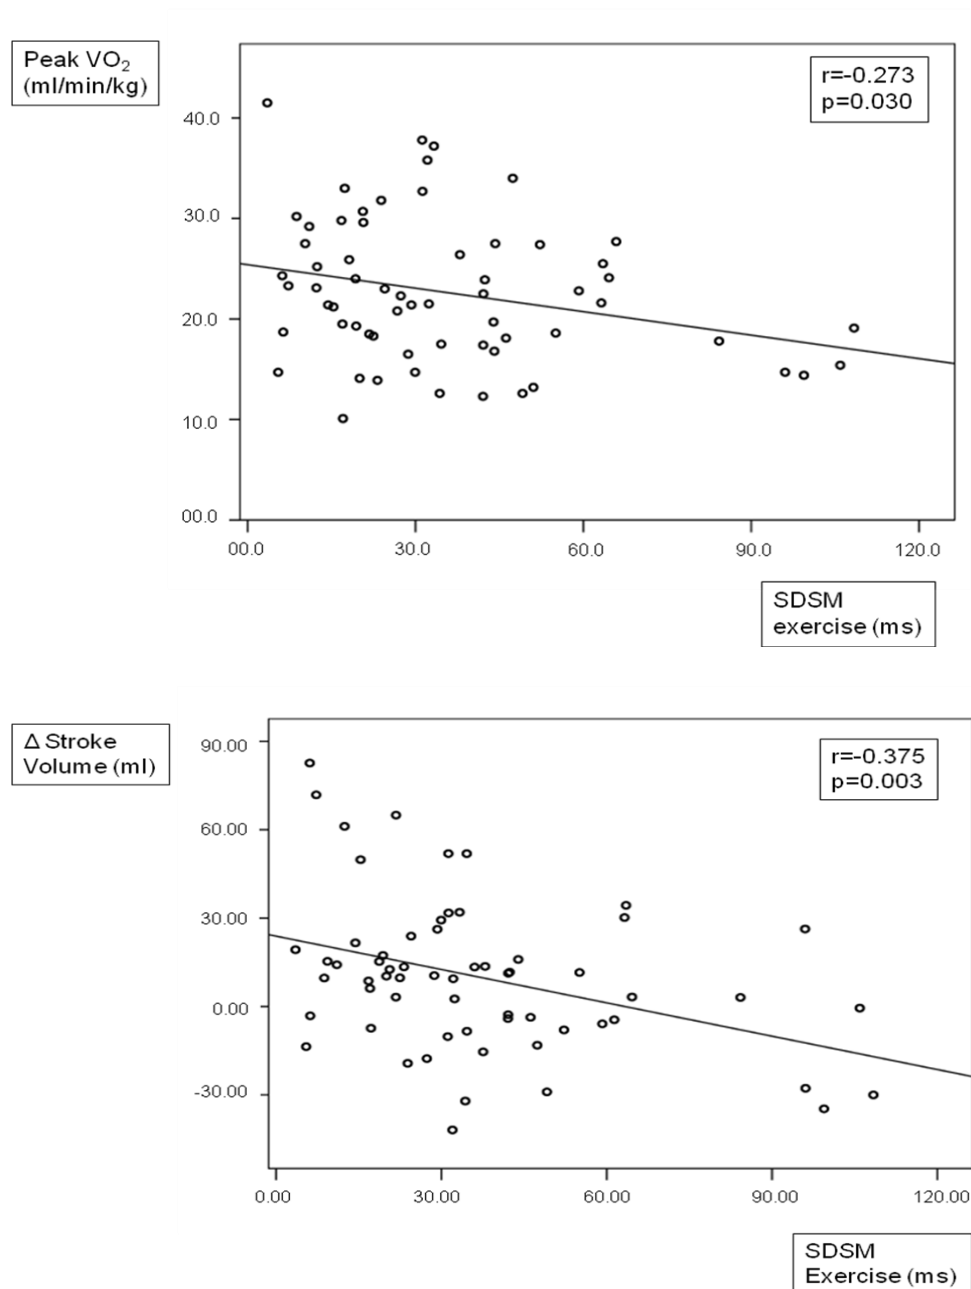 Peak VO₂
(ml/min/kg)
r=-0.273
p=0.030
40.0
30.0
20.0
10.0
00.0
00.0 30.0 60.0 90.0 120.0
SDSM
exercise (ms)
Δ Stroke
Volume (ml)
r=-0.375
p=0.003
90.00
60.00
30.00
0.00
-30.00
0.00 30.00 60.00 90.00 120.00
SDSM
Exercise (ms)